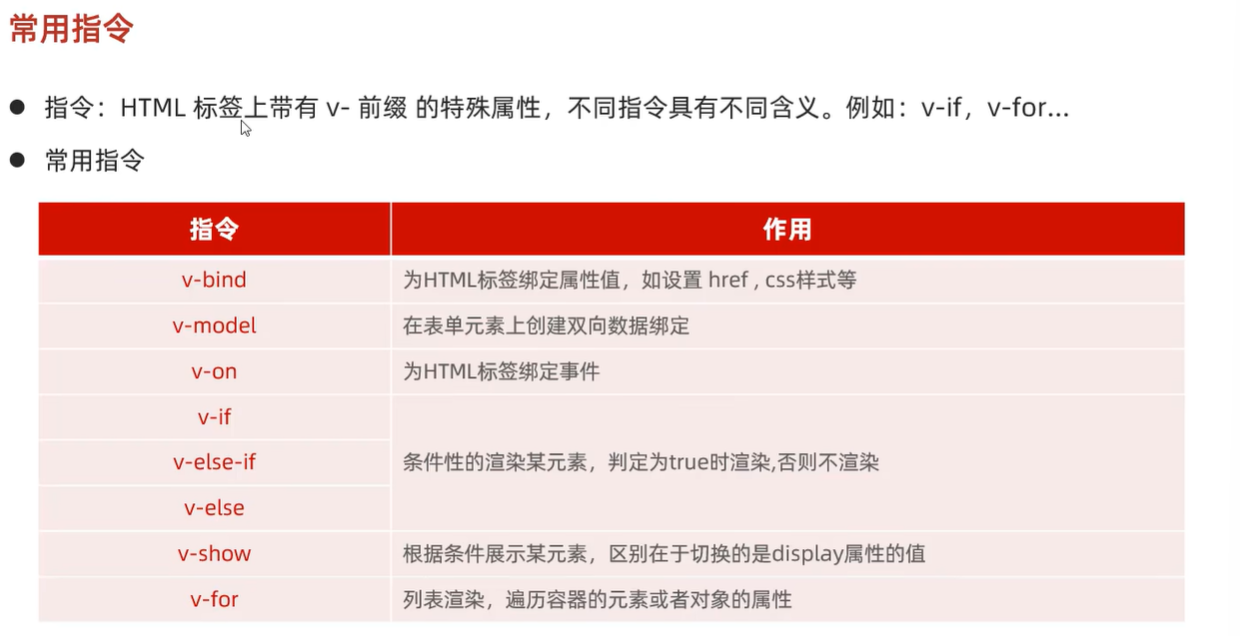 常用指令
指令：HTML 标签上带有 v- 前缀 的特殊属性，不同指令具有不同含义。例如：v-if，v-for...
常用指令
指令 作用
v-bind 为HTML标签绑定属性值，如设置 href , css样式等
v-model 在表单元素上创建双向数据绑定
v-on 为HTML标签绑定事件
v-if
v-else-if 条件性的渲染某元素，判定为true时渲染,否则不渲染
v-else
v-show 根据条件展示某元素，区别在于切换的是display属性的值
v-for 列表渲染，遍历容器的元素或者对象的属性